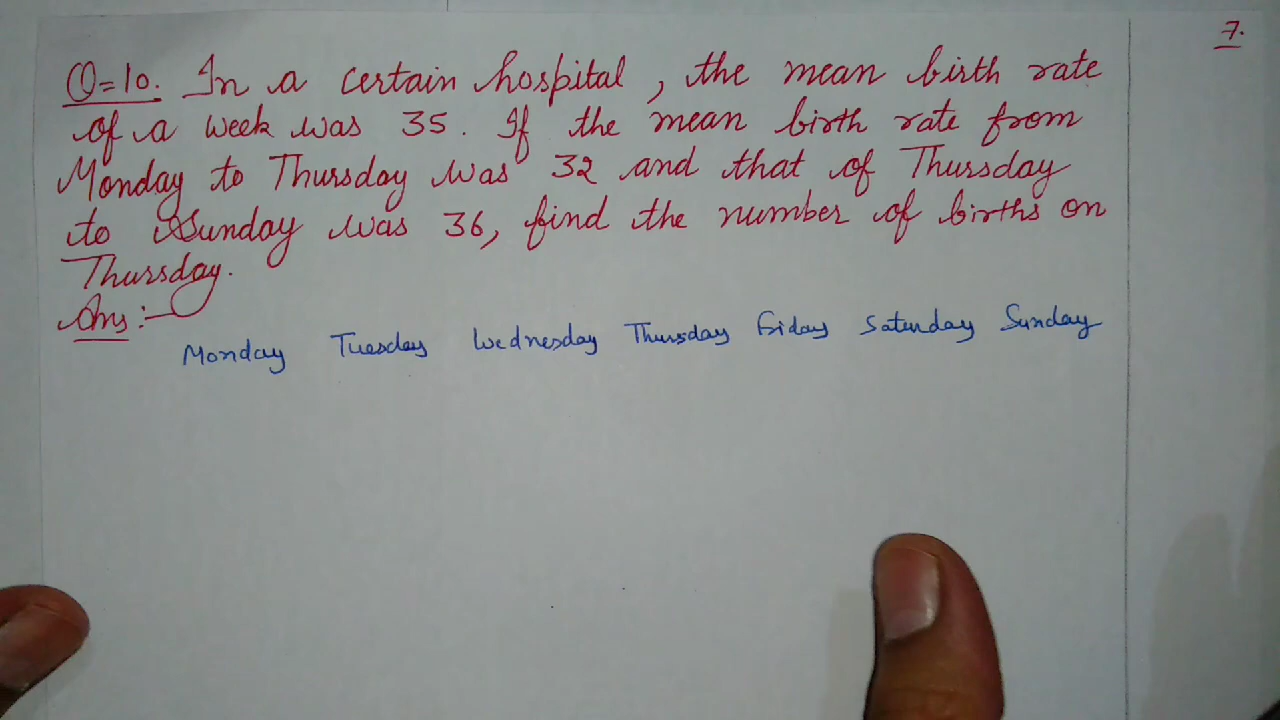 7.
Q=10. In a certain hospital, the mean birth rate
of a week was 35. If the mean birth rate from
Monday to Thursday was 32 and that of Thursday
to Sunday was 36, find the number of births on
Thursday.
Ans:-
Monday Tuesday Wednesday Thursday Friday Saturday Sunday